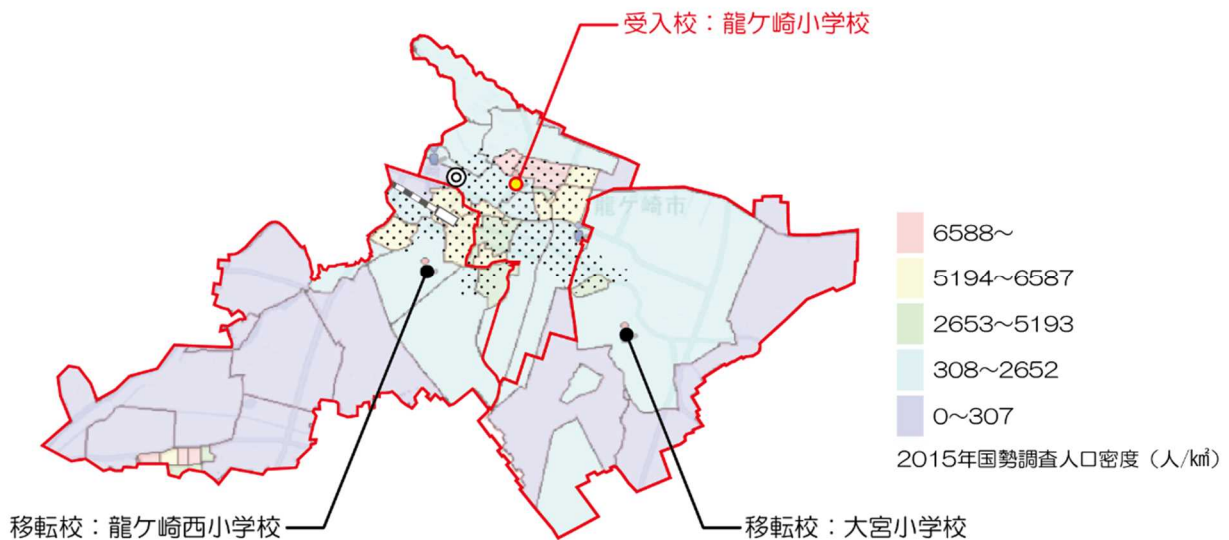 受入校：龍ケ崎小学校
龍ケ崎市
6588～
5194～6587
2653～5193
308～2652
0～307
2015年国勢調査人口密度（人/㎢）
移転校：龍ケ崎西小学校
移転校：大宮小学校